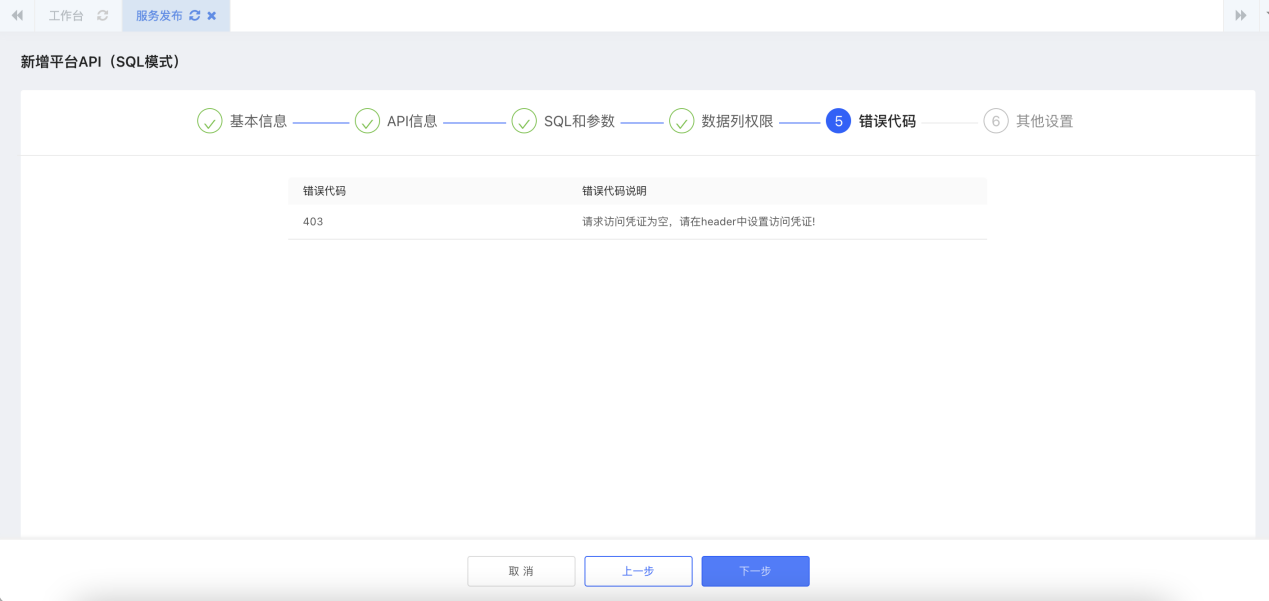 工作台 服务发布
新增平台API（SQL模式）
基本信息 API信息 SQL和参数 数据列权限 5 错误代码 6 其他设置
错误代码 错误代码说明
403 请求访问凭证为空，请在header中设置访问凭证!
取 消 上一步 下一步